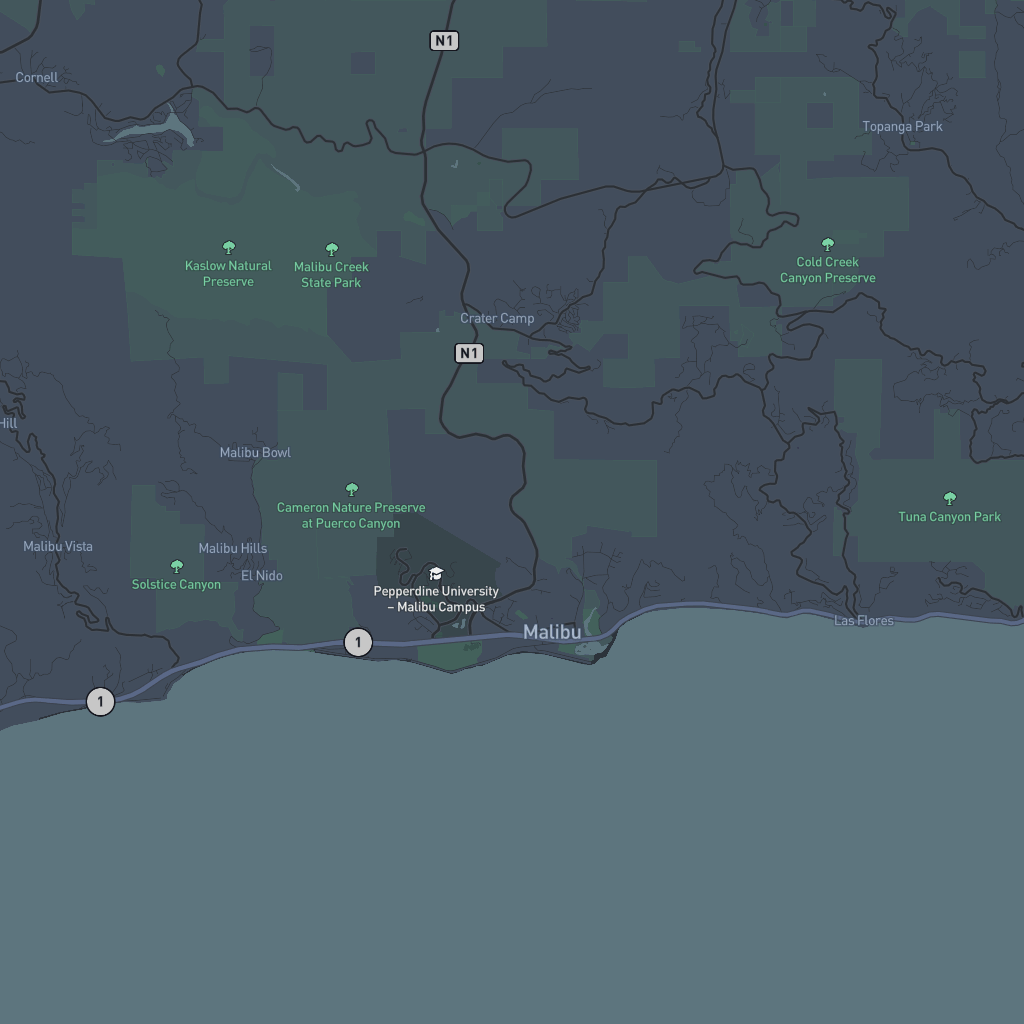 N1
Cornell
Topanga Park
Kaslow Natural
Preserve
Malibu Creek
State Park
Cold Creek
Canyon Preserve
Crater Camp
N1
Hill
Malibu Bowl
Cameron Nature Preserve
at Puerco Canyon
Tuna Canyon Park
Malibu Vista
Malibu Hills
El Nido
Solstice Canyon
Pepperdine University
– Malibu Campus
Las Flores
Malibu
1
1